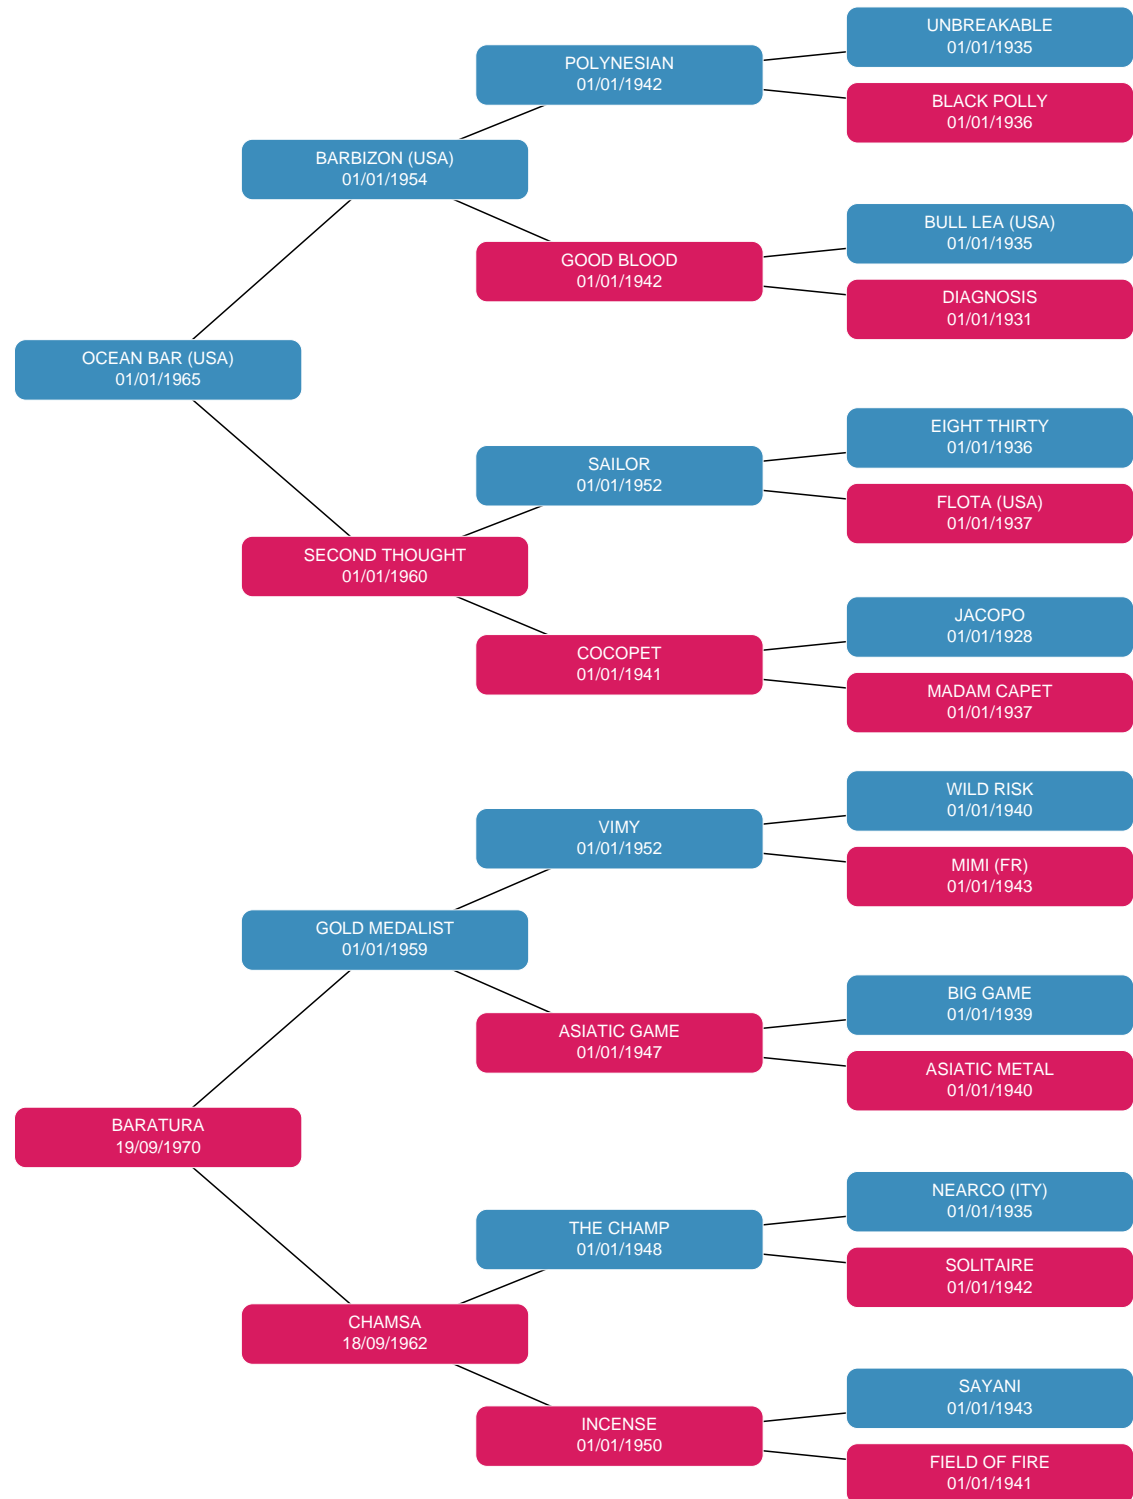 UNBREAKABLE
01/01/1935
POLYNESIAN
01/01/1942
BLACK POLLY
01/01/1936
BARBIZON (USA)
01/01/1954
BULL LEA (USA)
01/01/1935
GOOD BLOOD
01/01/1942
DIAGNOSIS
01/01/1931
OCEAN BAR (USA)
01/01/1965
EIGHT THIRTY
01/01/1936
SAILOR
01/01/1952
FLOTA (USA)
01/01/1937
SECOND THOUGHT
01/01/1960
JACOPO
01/01/1928
COCOPET
01/01/1941
MADAM CAPET
01/01/1937
WILD RISK
01/01/1940
VIMY
01/01/1952
MIMI (FR)
01/01/1943
GOLD MEDALIST
01/01/1959
BIG GAME
01/01/1939
ASIATIC GAME
01/01/1947
ASIATIC METAL
01/01/1940
BARATURA
19/09/1970
NEARCO (ITY)
01/01/1935
THE CHAMP
01/01/1948
SOLITAIRE
01/01/1942
CHAMSA
18/09/1962
SAYANI
01/01/1943
INCENSE
01/01/1950
FIELD OF FIRE
01/01/1941